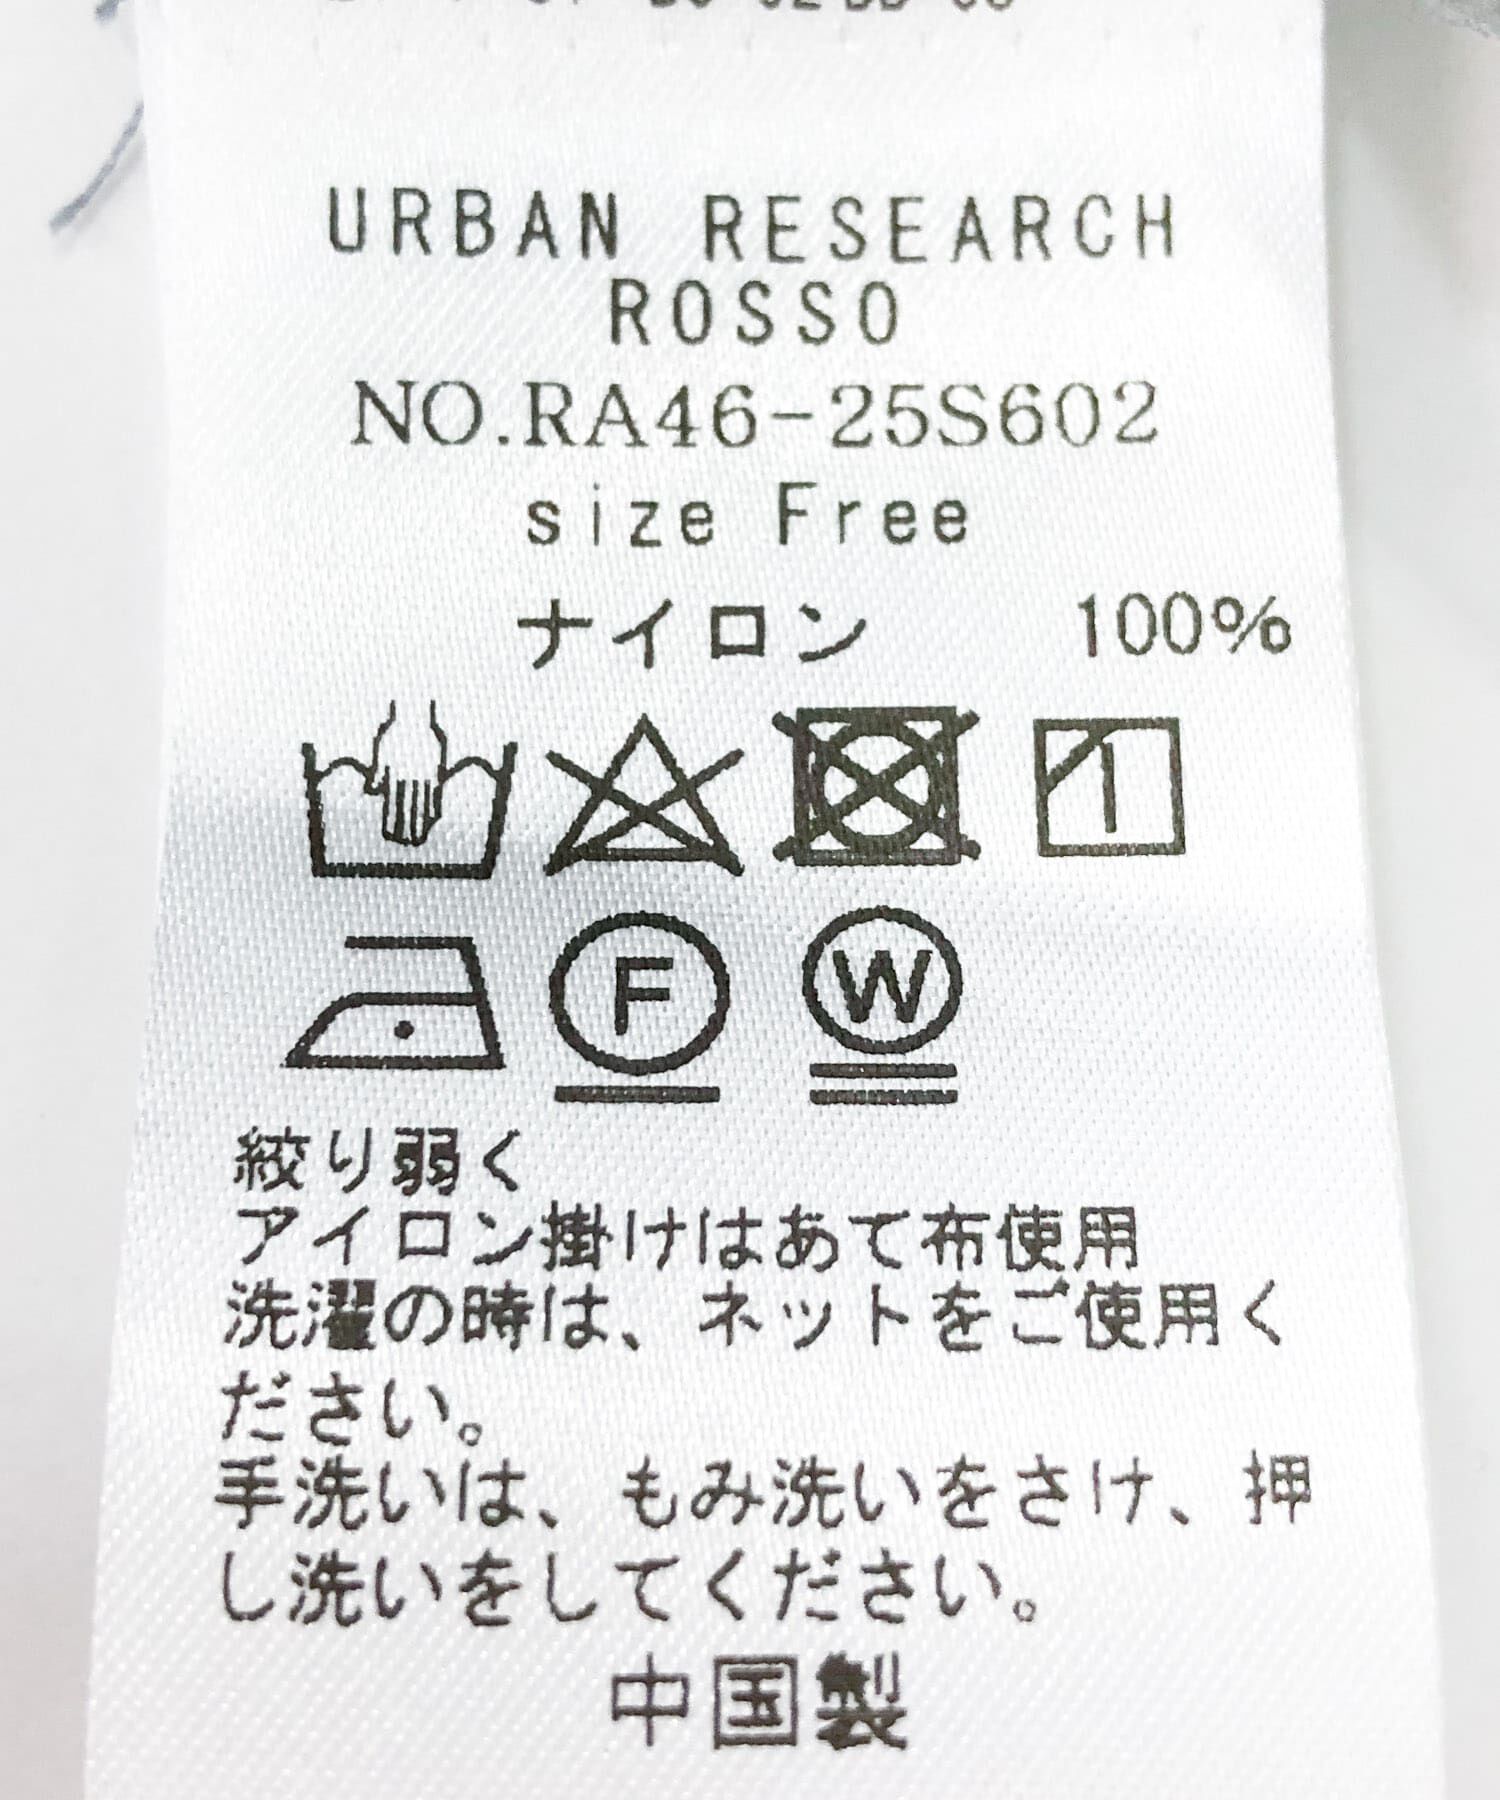 URBAN RESEARCH
ROSSO
NO.RA46-25S602
size Free
ナイロン 100%
F W
絞り弱く
アイロン掛けはあて布使用
洗濯の時は、ネットをご使用く
ださい。
手洗いは、もみ洗いをさけ、押
し洗いをしてください。
中国製